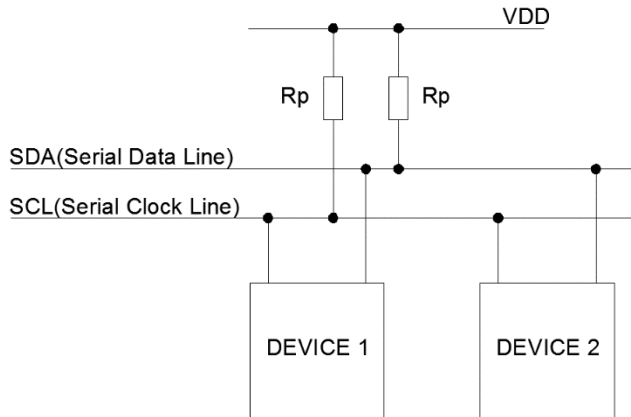 VDD
Rp Rp
SDA(Serial Data Line)
SCL(Serial Clock Line)
DEVICE 1 DEVICE 2